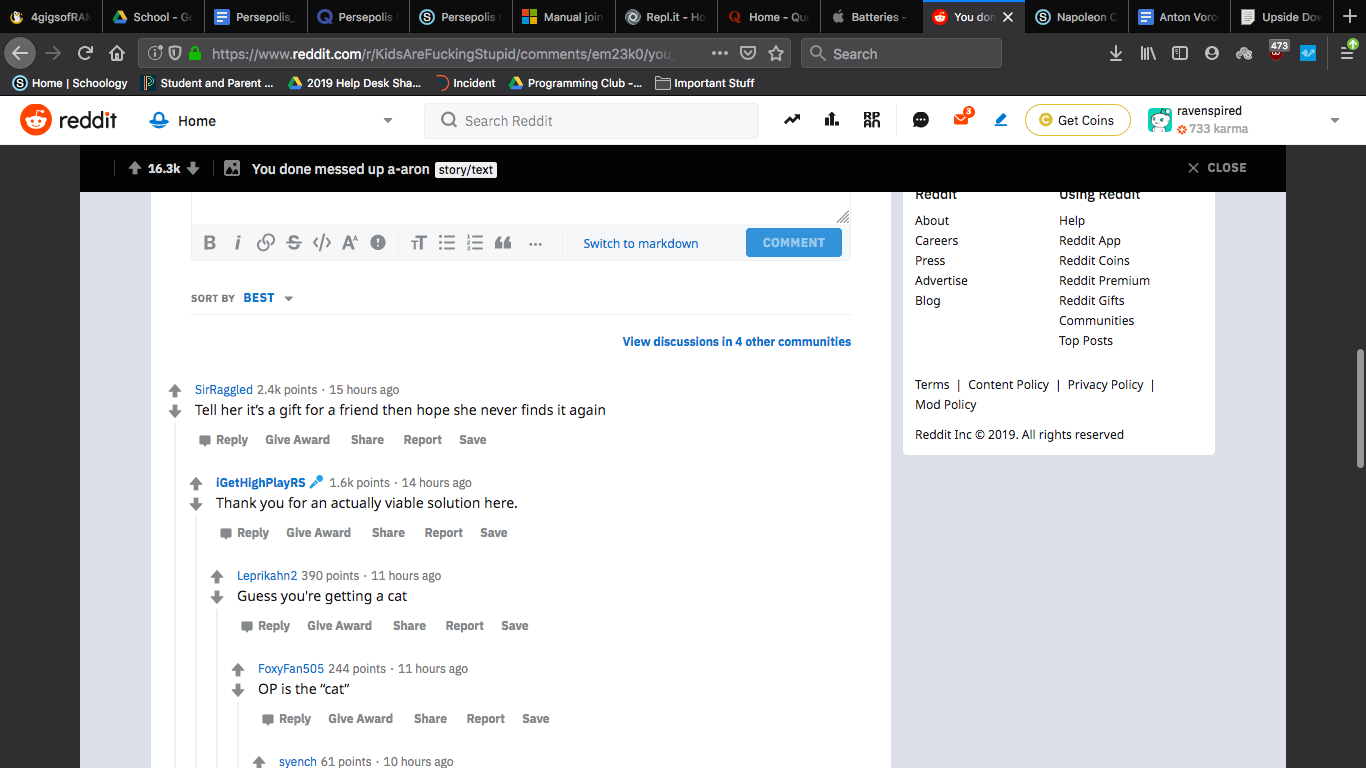 4gigsofRAM
School - Go
Persepolis_
Persepolis
Persepolis
Manual join
Repl.it - Ho
Home - Quo
Batteries -
You don
Napoleon C
Anton Voro
Upside Dow
https://www.reddit.com/r/KidsAreFuckingStupid/comments/em23k0/you_
Search
473
Home | Schoology
Student and Parent ...
2019 Help Desk Sha...
Incident
Programming Club -...
Important Stuff
reddit
Home
Search Reddit
3
Get Coins
ravenspired
733 karma
16.3k
You done messed up a-aron
story/text
CLOSE
Switch to markdown
COMMENT
SORT BY BEST
View discussions in 4 other communities
SirRaggled 2.4k points · 15 hours ago
Tell her it’s a gift for a friend then hope she never finds it again
Reply Give Award Share Report Save
iGetHighPlayRS 1.6k points · 14 hours ago
Thank you for an actually viable solution here.
Reply Give Award Share Report Save
Leprikahn2 390 points · 11 hours ago
Guess you're getting a cat
Reply Give Award Share Report Save
FoxyFan505 244 points · 11 hours ago
OP is the “cat”
Reply Give Award Share Report Save
syench 61 points · 10 hours ago
Reddit
Using Reddit
About
Help
Careers
Reddit App
Press
Reddit Coins
Advertise
Reddit Premium
Blog
Reddit Gifts
Communities
Top Posts
Terms | Content Policy | Privacy Policy |
Mod Policy
Reddit Inc © 2019. All rights reserved